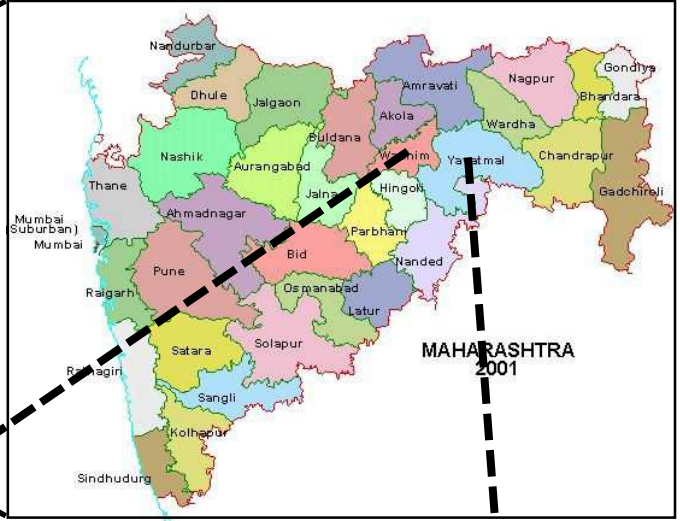 Nandurbar
Dhule
Jalgaon
Buldana
Akola
Amravati
Nagpur
Gondiya
Bhandara
Wardha
Washim
Yavatmal
Chandrapur
Gadchiroli
Nashik
Aurangabad
Jalna
Hingoli
Parbhani
Nanded
Thane
Ahmadnagar
Mumbai
(Suburban)
Mumbai
Bid
Pune
Raigarh
Osmanabad
Latur
Satara
Solapur
MAHARASHTRA
2001
Ratnagiri
Sangli
Kolhapur
Sindhudurg